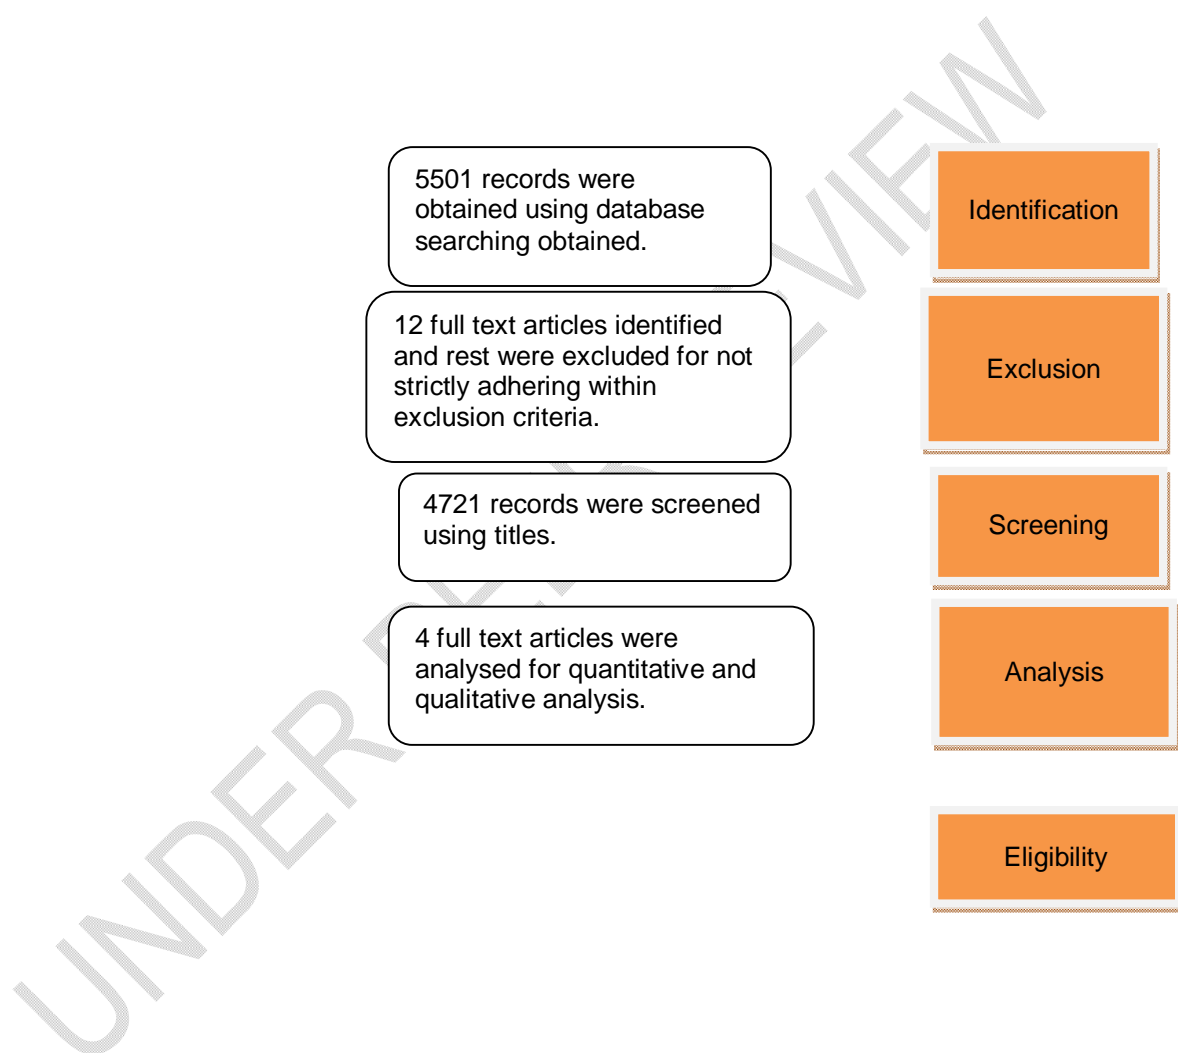 5501 records were
obtained using database
searching obtained.
Identification
12 full text articles identified
and rest were excluded for not
strictly adhering within
exclusion criteria.
Exclusion
4721 records were screened
using titles.
Screening
4 full text articles were
analysed for quantitative and
qualitative analysis.
Analysis
Eligibility
UNDER PEER REVIEW